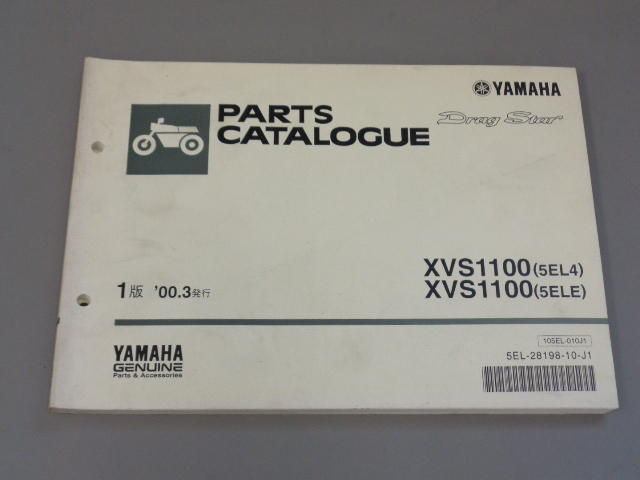 YAMAHA
PARTS
CATALOGUE
Drag Star
XVS1100(5EL4)
XVS1100(5ELE)
1版 '00.3発行
105EL-010J1
5EL-28198-10-J1
YAMAHA
GENUINE
Parts & Accessories